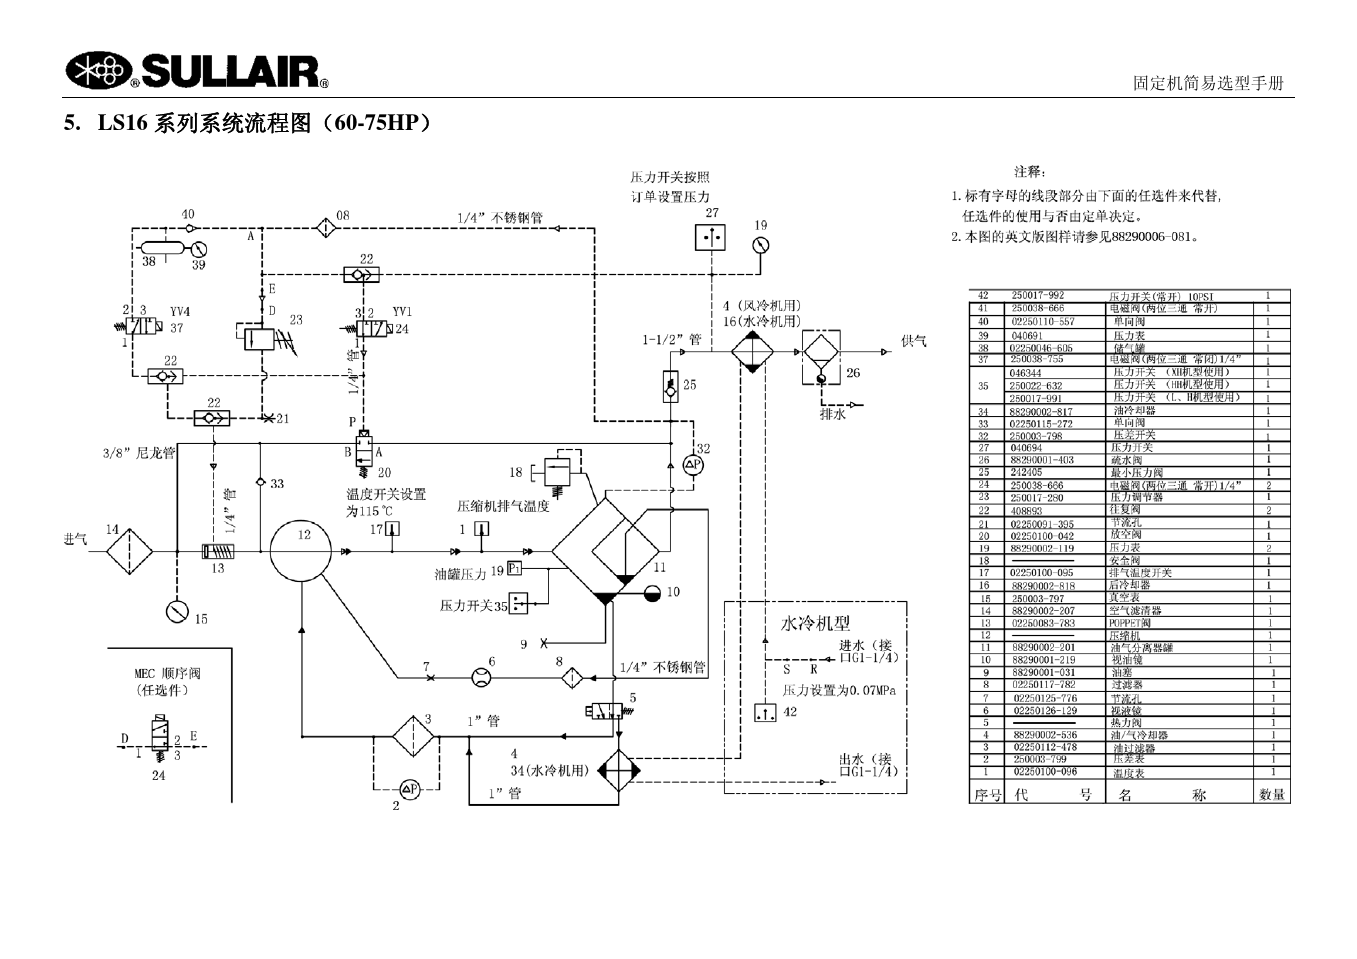 SULLAIR
固定机简易选型手册
5. LS16 系列系统流程图（60-75HP）
压力开关按照
订单设置压力
27
19
40
08
1/4” 不锈钢管
A
38
39
22
E
D
23
2 3
YV4
37
1
3 2
YV1
24
1
4 (风冷机用)
16(水冷机用)
1-1/2” 管
供气
25
26
排水
22
22
21
1/4” 管
P
B
A
20
3/8” 尼龙管
33
1/4” 管
温度开关设置
为115℃
17
压缩机排气温度
1
18
32
ΔP
进气
14
13
12
15
油罐压力 19
P1
压力开关35
11
10
9
7
6
8
1/4” 不锈钢管
5
3
1” 管
4
34(水冷机用)
1” 管
ΔP
2
水冷机型
进水（接
口G1-1/4）
S R
压力设置为0.07MPa
42
出水（接
口G1-1/4）
MEC 顺序阀
(任选件)
D
2 E
1
3
24
注释:
1. 标有字母的线段部分由下面的任选件来代替,
任选件的使用与否由定单决定。
2. 本图的英文版图样请参见88290006-081。
42 250017-992 压力开关(常开) 10PSI 1
41 250038-666 电磁阀(两位三通 常开) 1
40 02250110-557 单向阀 1
39 040691 压力表 1
38 02250046-605 储气罐 1
37 250038-755 电磁阀(两位三通 常闭)1/4” 1
046344 压力开关 （XH机型使用） 1
35 250022-632 压力开关 （HH机型使用） 1
250017-991 压力开关 （L、H机型使用） 1
34 88290002-817 油冷却器 1
33 02250115-272 单向阀 1
32 250003-798 压差开关 1
27 040694 压力开关 1
26 88290001-403 疏水阀 1
25 242405 最小压力阀 1
24 250038-666 电磁阀(两位三通 常开)1/4” 2
23 250017-280 压力调节器 1
22 408893 往复阀 2
21 02250091-395 节流孔 1
20 02250100-042 放空阀 1
19 88290002-119 压力表 2
18 ———— 安全阀 1
17 02250100-095 排气温度开关 1
16 88290002-818 后冷却器 1
15 250003-797 真空表 1
14 88290002-207 空气滤清器 1
13 02250083-783 POPPET阀 1
12 ———— 压缩机 1
11 88290002-201 油气分离器罐 1
10 88290001-219 视油镜 1
9 88290001-031 油塞 1
8 02250117-782 过滤器 1
7 02250125-776 节流孔 1
6 02250126-129 视液镜 1
5 ———— 热力阀 1
4 88290002-536 油/气冷却器 1
3 02250112-478 油过滤器 1
2 250003-799 压差表 1
1 02250100-096 温度表 1
序号 代 号 名 称 数量